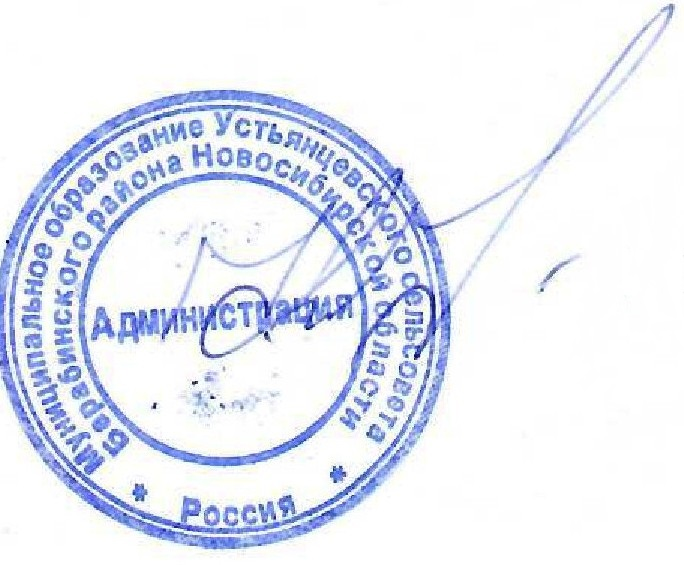 Муниципальное образование Устьянцевского сельсовета
Барабинского района Новосибирской области
Администрация
* Россия *